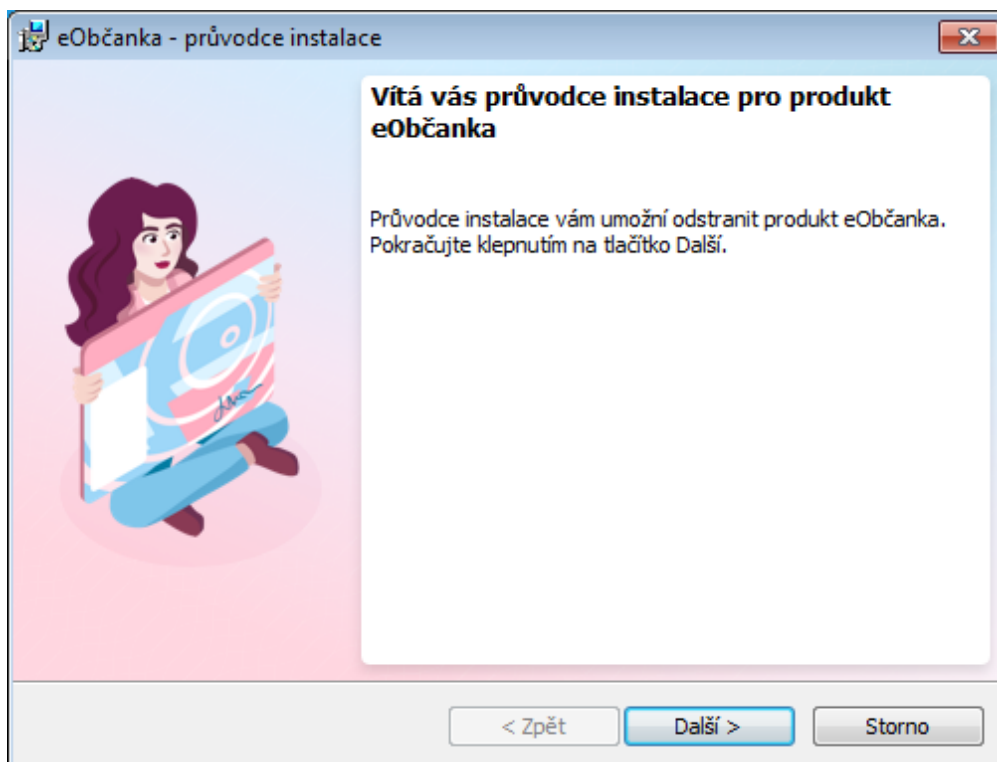 eObčanka - průvodce instalace
Vítá vás průvodce instalace pro produkt
eObčanka
Průvodce instalace vám umožní odstranit produkt eObčanka.
Pokračujte klepnutím na tlačítko Další.
< Zpět
Další >
Storno